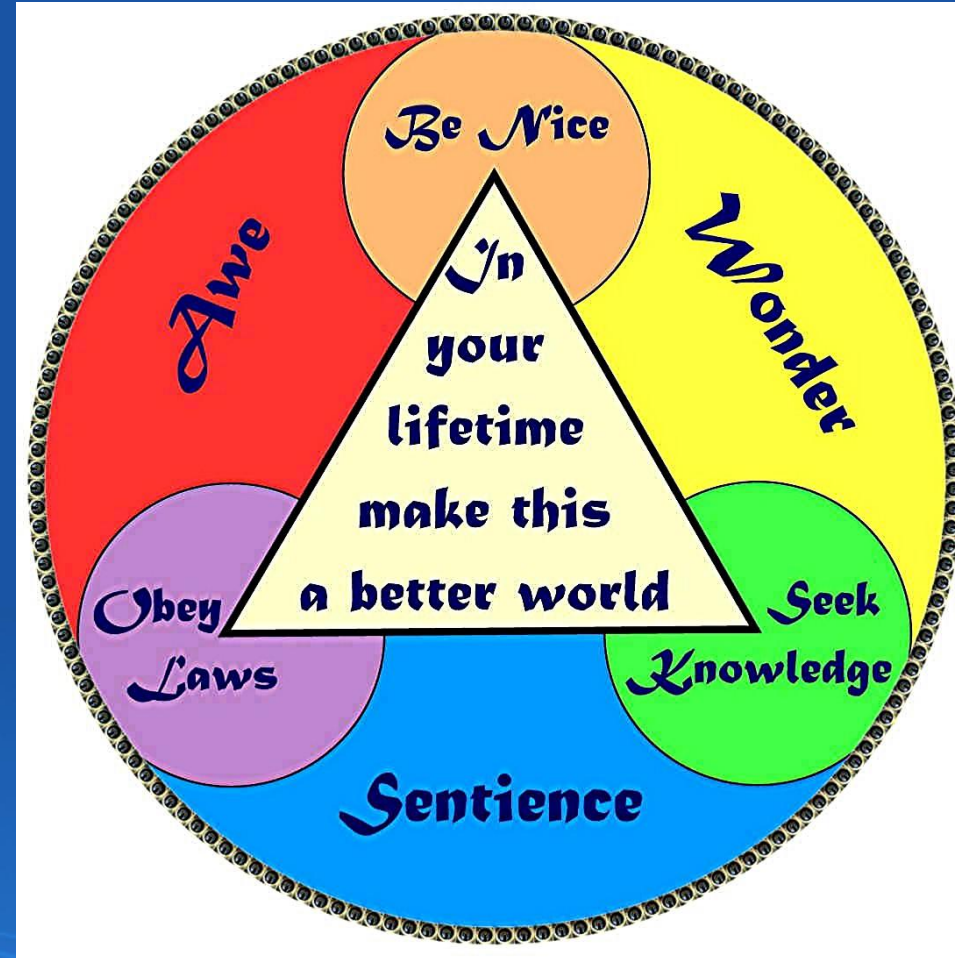 Be Nice
Awe
Wonder
In
your
lifetime
make this
a better world
Obey
Laws
Seek
Knowledge
Sentience